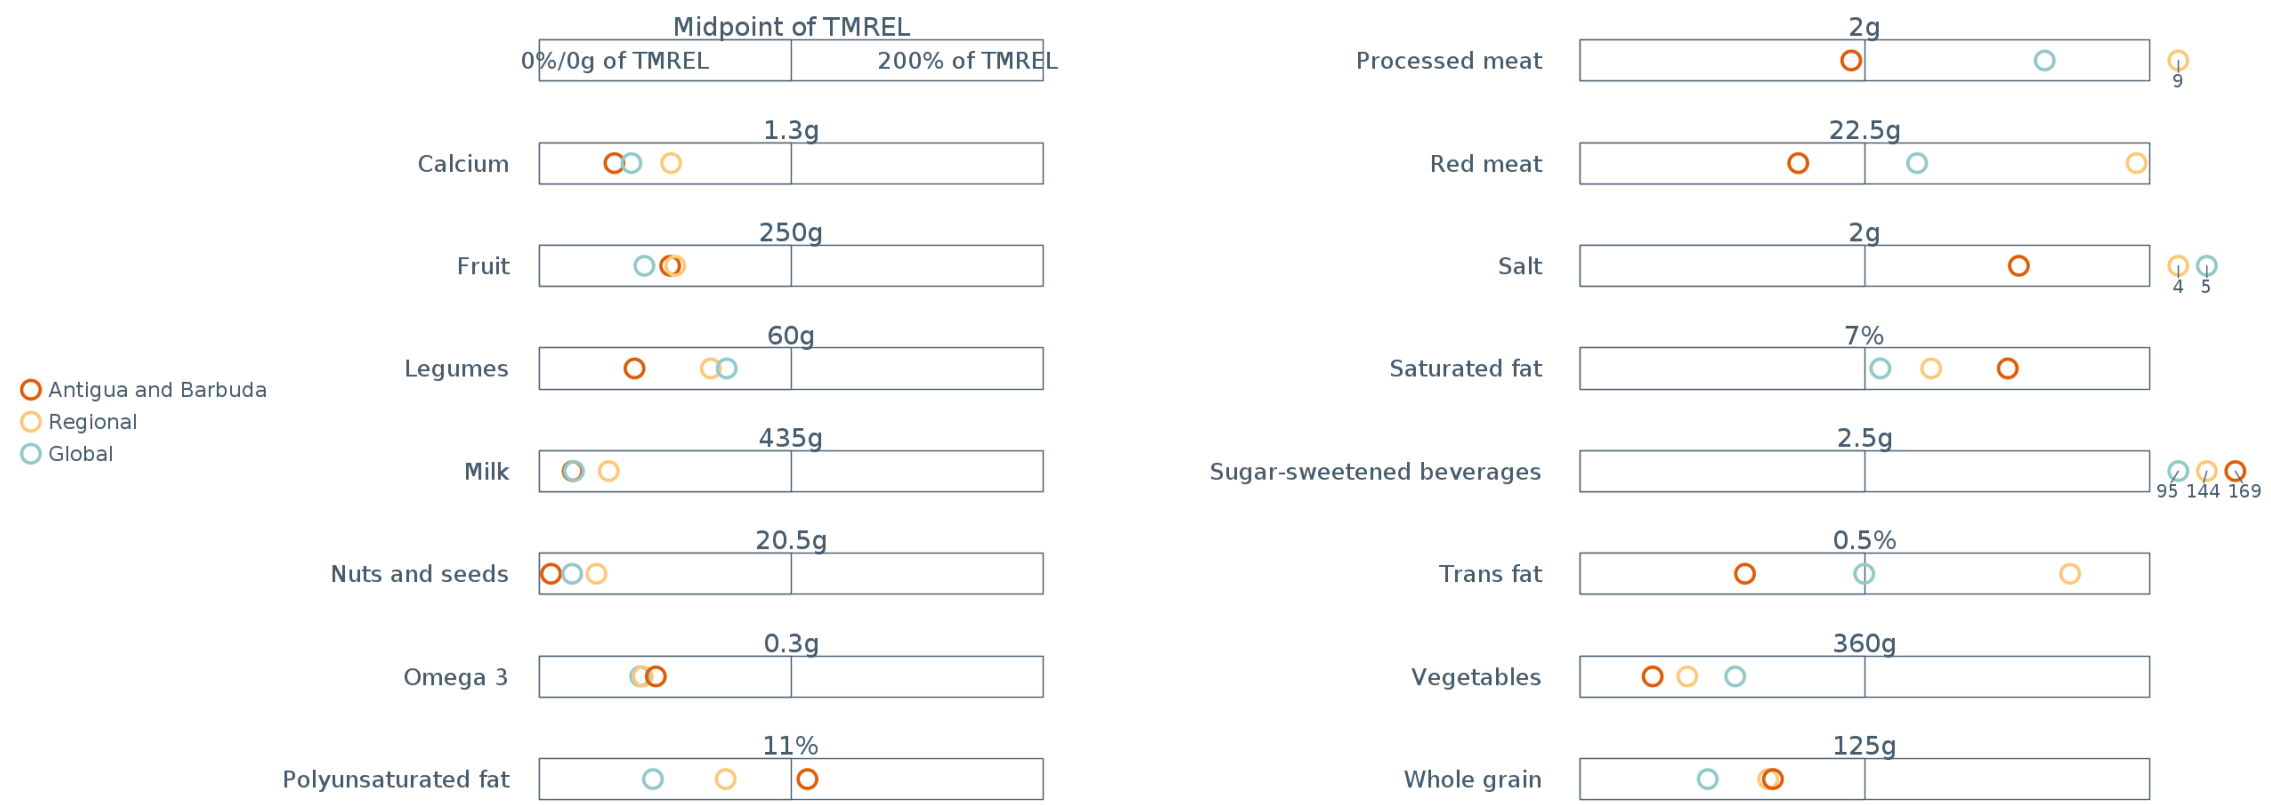 Midpoint of TMREL
0%/0g of TMREL 200% of TMREL
1.3g
Calcium
250g
Fruit
60g
Legumes
435g
Milk
20.5g
Nuts and seeds
0.3g
Omega 3
11%
Polyunsaturated fat
2g
Processed meat
9
22.5g
Red meat
2g
Salt
4 5
7%
Saturated fat
2.5g
Sugar-sweetened beverages
95 144 169
0.5%
Trans fat
360g
Vegetables
125g
Whole grain
Antigua and Barbuda
Regional
Global